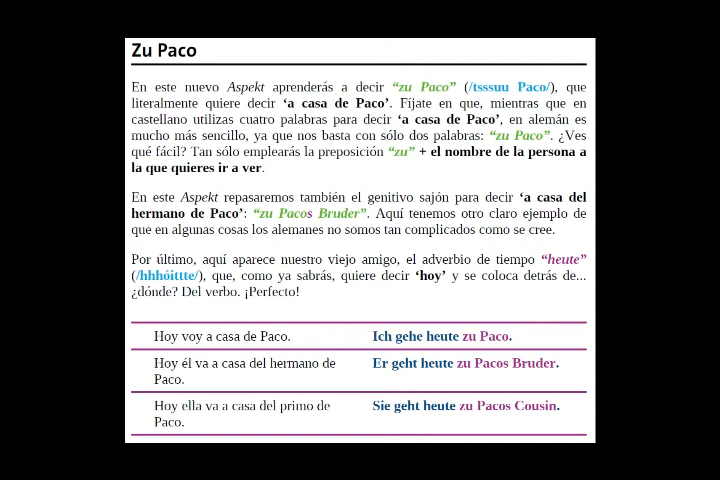 Zu Paco
En este nuevo Aspekt aprenderás a decir “zu Paco” (/tsssuu Paco/), que
literalmente quiere decir ‘a casa de Paco’. Fíjate en que, mientras que en
castellano utilizas cuatro palabras para decir ‘a casa de Paco’, en alemán es
mucho más sencillo, ya que nos basta con sólo dos palabras: “zu Paco”. ¿Ves
qué fácil? Tan sólo emplearás la preposición “zu” + el nombre de la persona a
la que quieres ir a ver.
En este Aspekt repasaremos también el genitivo sajón para decir ‘a casa del
hermano de Paco’: “zu Pacos Bruder”. Aquí tenemos otro claro ejemplo de
que en algunas cosas los alemanes no somos tan complicados como se cree.
Por último, aquí aparece nuestro viejo amigo, el adverbio de tiempo “heute”
(/hhhóittte/), que, como ya sabrás, quiere decir ‘hoy’ y se coloca detrás de...
¿dónde? Del verbo. ¡Perfecto!
Hoy voy a casa de Paco. Ich gehe heute zu Paco.
Hoy él va a casa del hermano de Er geht heute zu Pacos Bruder.
Paco.
Hoy ella va a casa del primo de Sie geht heute zu Pacos Cousin.
Paco.